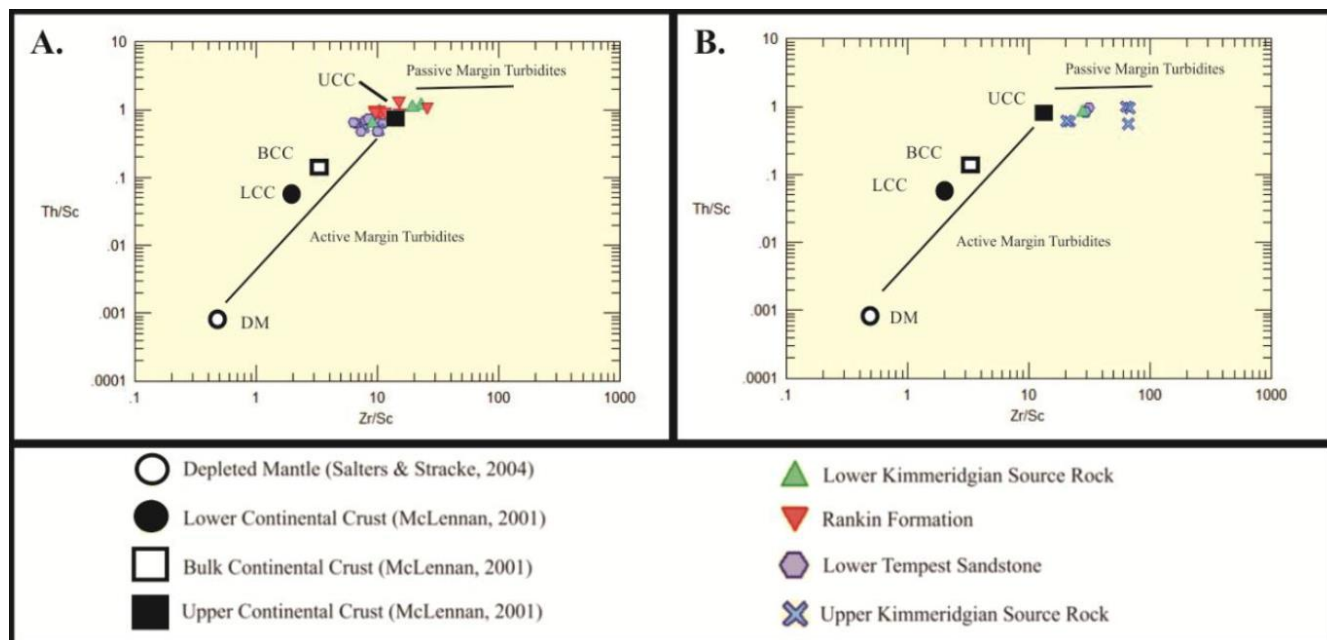 A.
10
1
.1
.01
.001
.0001
Th/Sc
UCC
Passive Margin Turbidites
BCC
LCC
Active Margin Turbidites
DM
.1
1
10
100
1000
Zr/Sc
B.
10
1
.1
.01
.001
.0001
Th/Sc
Passive Margin Turbidites
UCC
BCC
LCC
Active Margin Turbidites
DM
.1
1
10
100
1000
Zr/Sc
Depleted Mantle (Salters & Stracke, 2004)
Lower Continental Crust (McLennan, 2001)
Bulk Continental Crust (McLennan, 2001)
Upper Continental Crust (McLennan, 2001)
Lower Kimmeridgian Source Rock
Rankin Formation
Lower Tempest Sandstone
Upper Kimmeridgian Source Rock